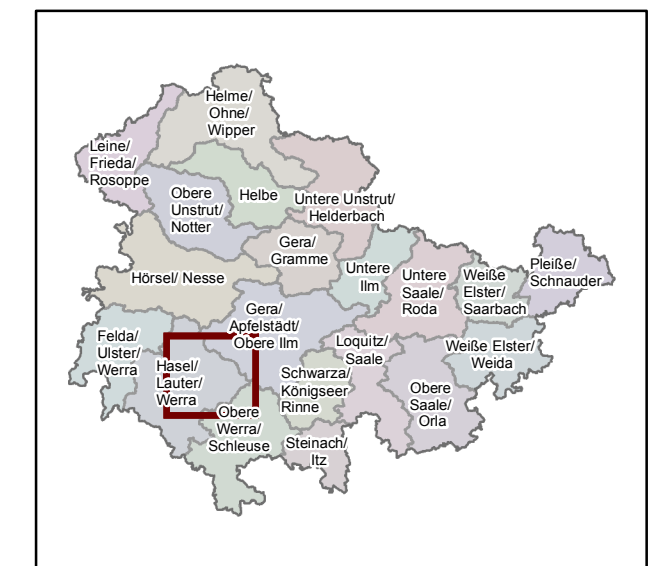 Helme/
Ohne/
Wipper
Leine/
Frieda/
Rosoppe
Obere
Unstrut/
Notter
Helbe
Untere Unstrut/
Helderbach
Gera/
Gramme
Hörsel/ Nesse
Untere
Ilm
Untere
Saale/
Roda
Weiße
Elster/
Saarbach
Pleiße/
Schnauder
Gera/
Apfelstädt/
Obere Ilm
Felda/
Ulster/
Werra
Hasel/
Lauter/
Werra
Loquitz/
Saale
Weiße Elster/
Weida
Schwarza/
Königseer
Rinne
Obere
Saale/
Orla
Obere
Werra/
Schleuse
Steinach/
Itz